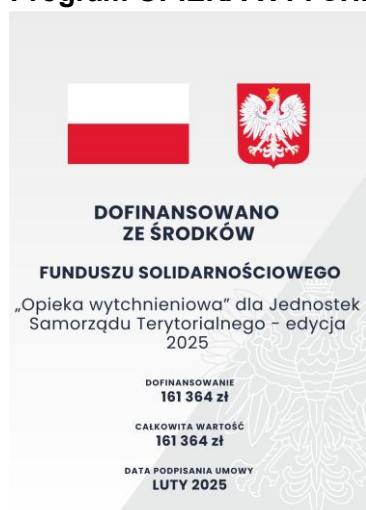 Program
DOFINANSOWANO
ZE ŚRODKÓW
FUNDUSZU SOLIDARNOŚCIOWEGO
„Opieka wytchnieniowa” dla Jednostek
Samorządu Terytorialnego - edycja
2025
DOFINANSOWANIE
161 364 zł
CAŁKOWITA WARTOŚĆ
161 364 zł
DATA PODPISANIA UMOWY
LUTY 2025